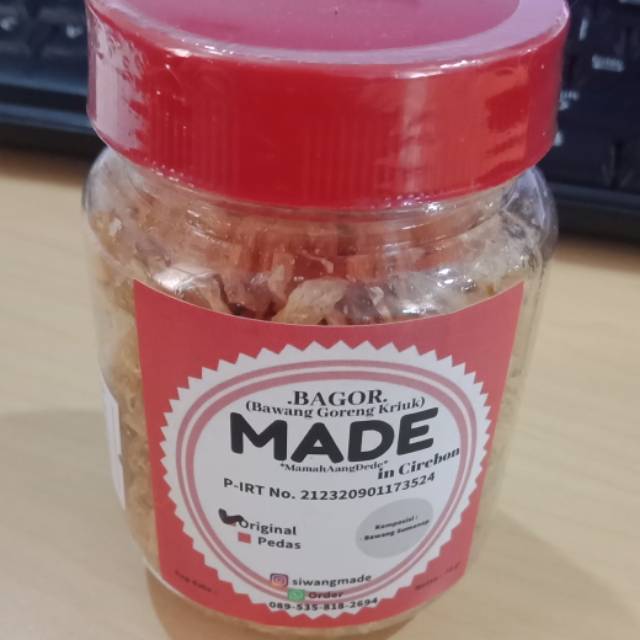 .BAGOR.
(Bawang Goreng Kriuk)
MADE
"MamahAangDede"
in Cirebon
P-IRT No. 212320901173524
Original
Pedas
Komposisi :
- Bawang Sumenep
siwangmade
Order
089-535-818-2694